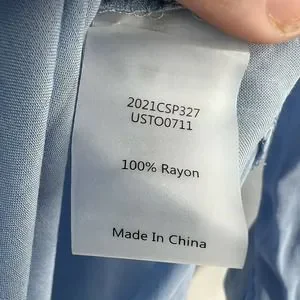 2021CSP327
USTO0711
100% Rayon
Made In China